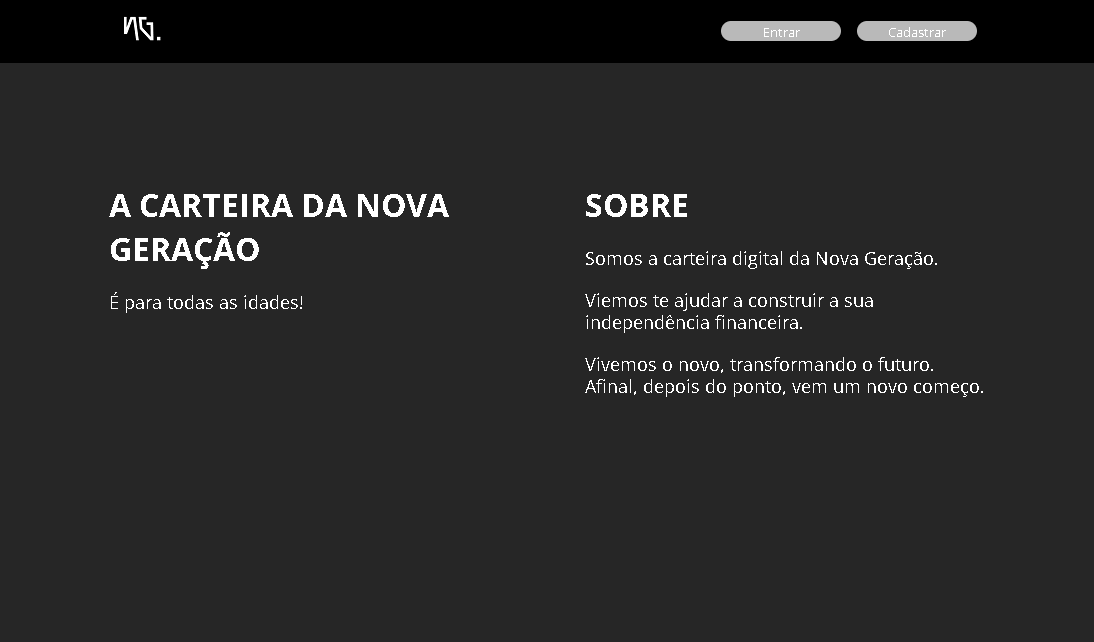 NG.
Entrar
Cadastrar
A CARTEIRA DA NOVA
GERAÇÃO
É para todas as idades!
SOBRE
Somos a carteira digital da Nova Geração.
Viemos te ajudar a construir a sua
independência financeira.
Vivemos o novo, transformando o futuro.
Afinal, depois do ponto, vem um novo começo.